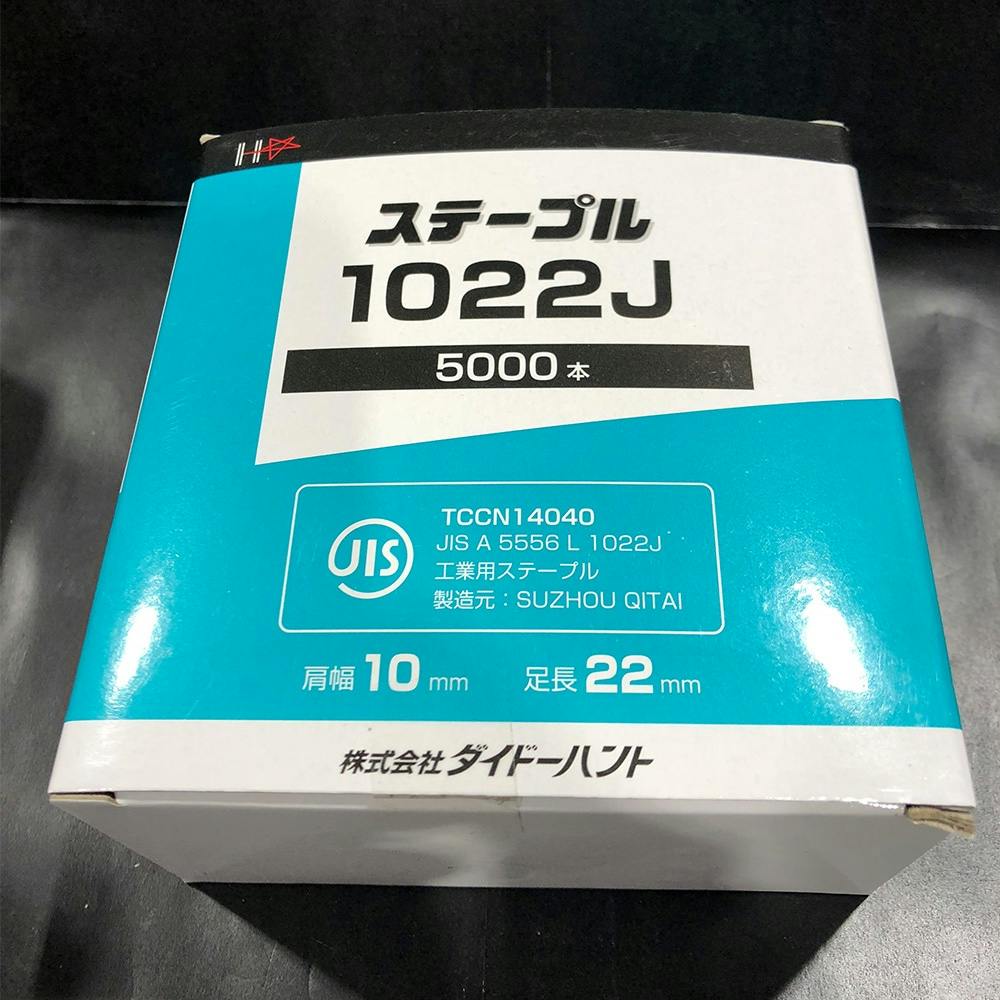 ステープル
1022J
5000本
JIS
TCCN14040
JIS A 5556 L 1022J
工業用ステープル
製造元：SUZHOU QITAI
肩幅 10 mm 足長 22 mm
株式会社 ダイドーハント